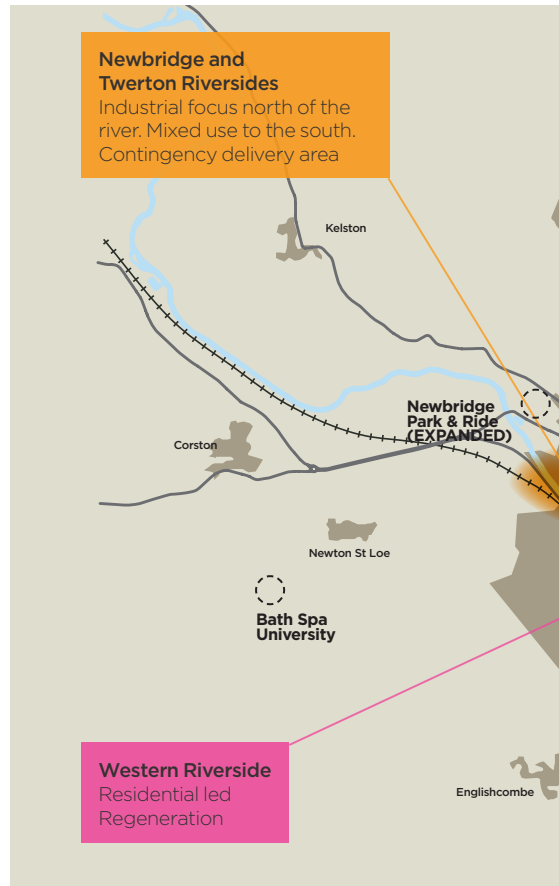 Newbridge and
Twerton Riversides
Industrial focus north of the
river. Mixed use to the south.
Contingency delivery area
Kelston
Newbridge
Park & Ride
(EXPANDED)
Corston
Newton St Loe
Bath Spa
University
Western Riverside
Residential led
Regeneration
Englishcombe